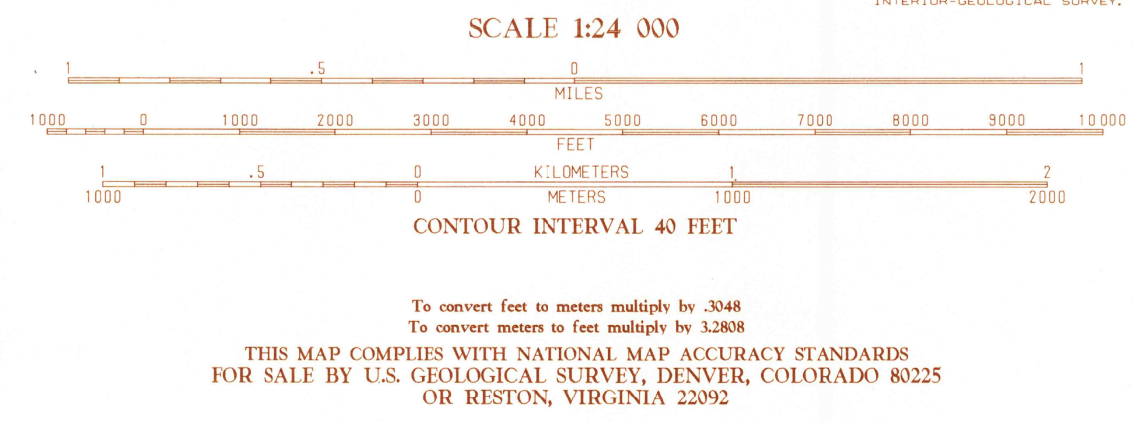 INTERIOR-GEOLOGICAL SURVEY,
SCALE 1:24 000
1 .5 0 1
MILES
1000 0 1000 2000 3000 4000 5000 6000 7000 8000 9000 10 000
FEET
1 .5 0 KILOMETERS 1 2
1000 0 METERS 1000 2000
CONTOUR INTERVAL 40 FEET
To convert feet to meters multiply by .3048
To convert meters to feet multiply by 3.2808
THIS MAP COMPLIES WITH NATIONAL MAP ACCURACY STANDARDS
FOR SALE BY U.S. GEOLOGICAL SURVEY, DENVER, COLORADO 80225
OR RESTON, VIRGINIA 22092